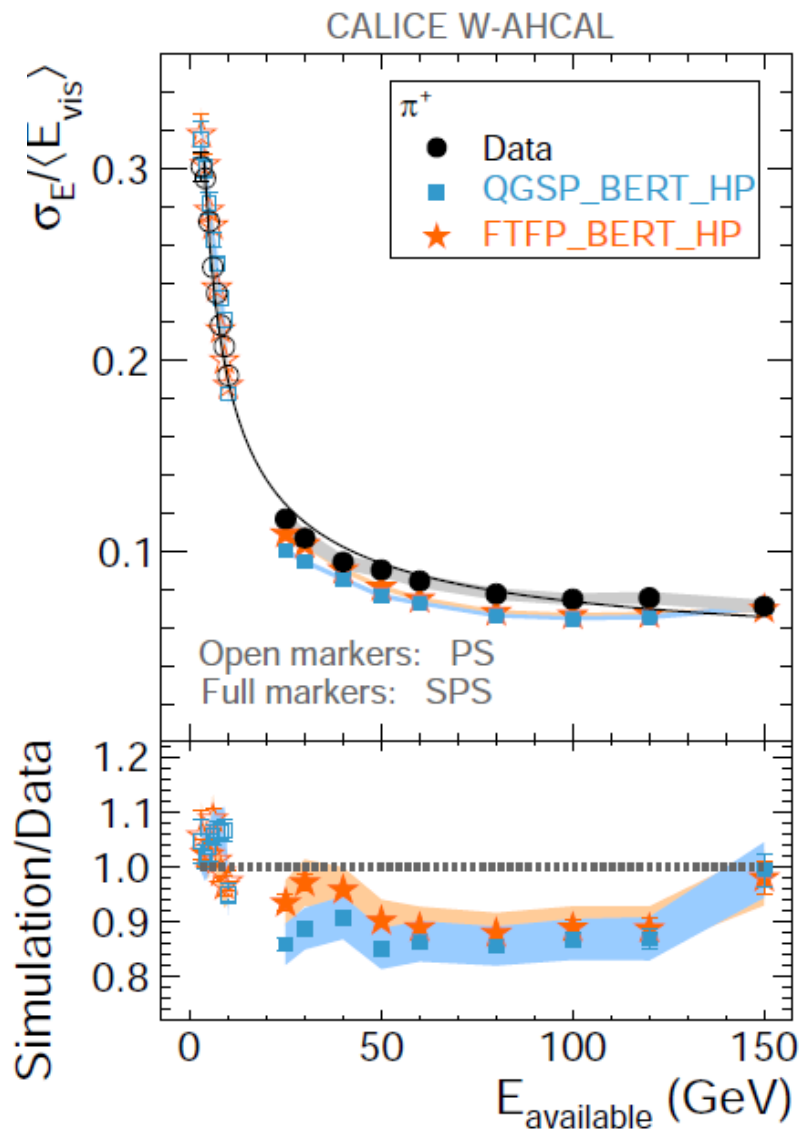 CALICE W-AHCAL
σ_E/⟨E_vis⟩
π⁺
Data
QGSP_BERT_HP
FTFP_BERT_HP
0.3
0.2
0.1
Open markers: PS
Full markers: SPS
Simulation/Data
1.2
1.1
1.0
0.9
0.8
0 50 100 150
E_available (GeV)